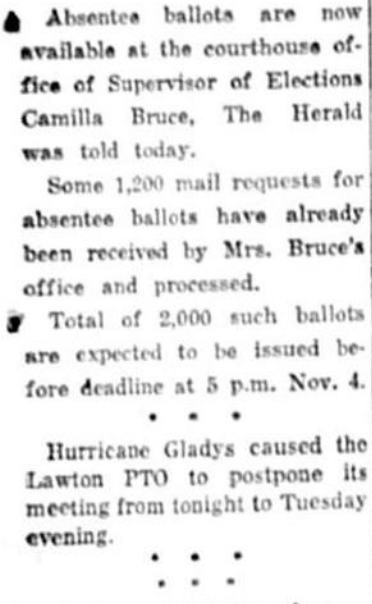 Absentee ballots are now
available at the courthouse of-
fice of Supervisor of Elections
Camilla Bruce, The Herald
was told today.
Some 1,200 mail requests for
absentee ballots have already
been received by Mrs. Bruce's
office and processed.
Total of 2,000 such ballots
are expected to be issued be-
fore deadline at 5 p.m. Nov. 4.
* * *
Hurricane Gladys caused the
Lawton PTO to postpone its
meeting from tonight to Tuesday
evening.
* * *
* * *